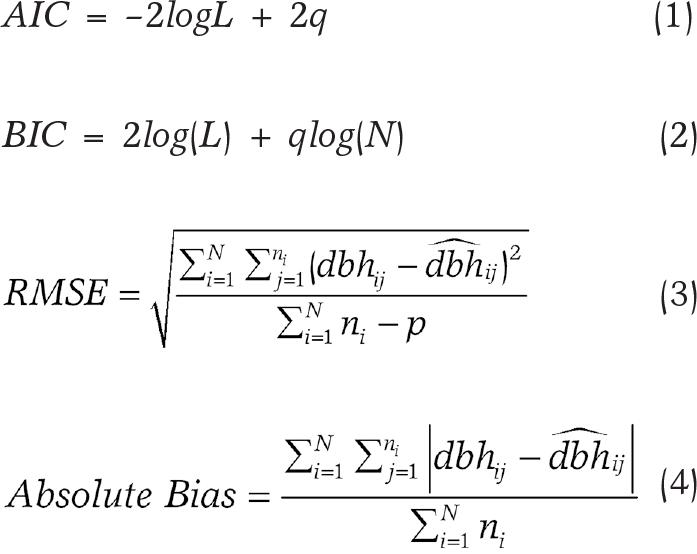 AIC = −2logL + 2q (1)
BIC = 2log(L) + qlog(N) (2)
RMSE = √(∑_{i=1}^{N} ∑_{j=1}^{n_i} (dbh_{ij} − \widehat{dbh}_{ij})^2 / (∑_{i=1}^{N} n_i − p)) (3)
Absolute Bias = ∑_{i=1}^{N} ∑_{j=1}^{n_i} |dbh_{ij} − \widehat{dbh}_{ij}| / ∑_{i=1}^{N} n_i (4)